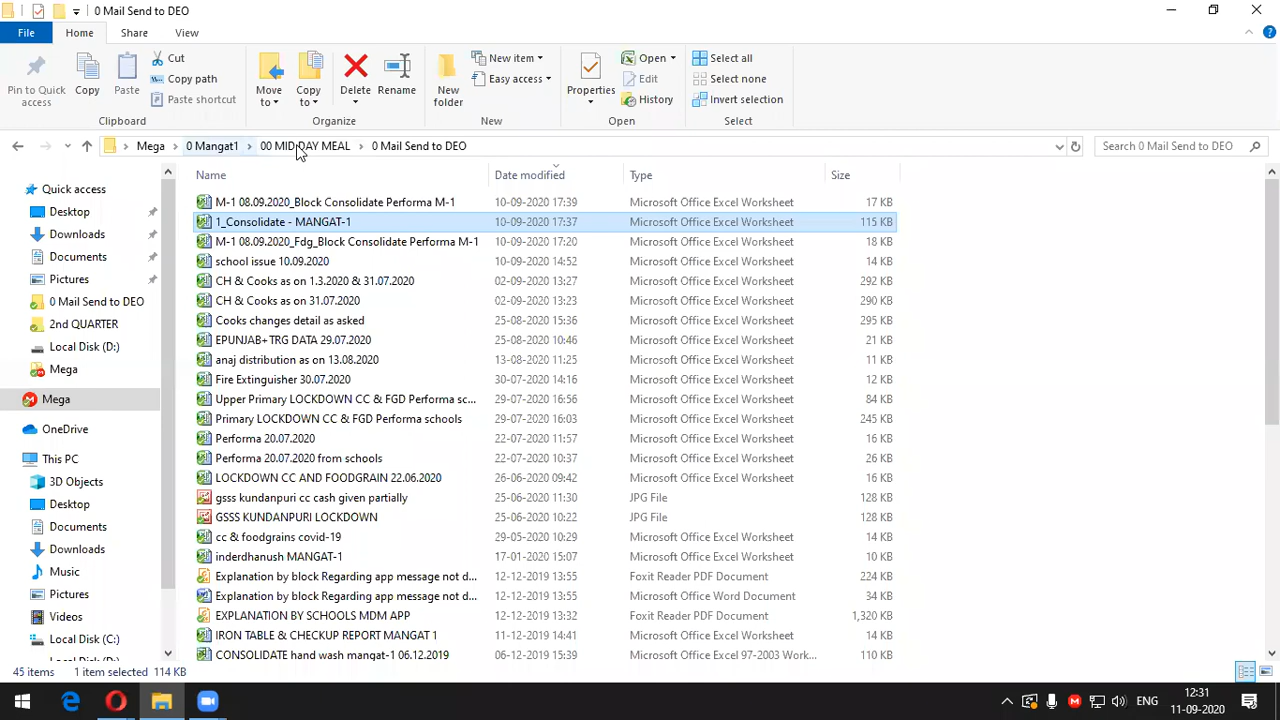 0 Mail Send to DEO
File Home Share View
Pin to Quick access
Copy
Paste
Cut
Copy path
Paste shortcut
Clipboard
Move to
Copy to
Delete
Rename
Organize
New folder
New item
Easy access
New
Properties
Open
Edit
History
Open
Select all
Select none
Invert selection
Select
Mega 0 Mangat1 00 MID DAY MEAL 0 Mail Send to DEO
Search 0 Mail Send to DEO
Quick access
Desktop
Downloads
Documents
Pictures
0 Mail Send to DEO
2nd QUARTER
Local Disk (D:)
Mega
Mega
OneDrive
This PC
3D Objects
Desktop
Documents
Downloads
Music
Pictures
Videos
Local Disk (C:)
Name Date modified Type Size
M-1 08.09.2020_Block Consolidate Performa M-1 10-09-2020 17:39 Microsoft Office Excel Worksheet 17 KB
1_Consolidate - MANGAT-1 10-09-2020 17:37 Microsoft Office Excel Worksheet 115 KB
M-1 08.09.2020_Fdg_Block Consolidate Performa M-1 10-09-2020 17:20 Microsoft Office Excel Worksheet 18 KB
school issue 10.09.2020 10-09-2020 14:52 Microsoft Office Excel Worksheet 14 KB
CH & Cooks as on 1.3.2020 & 31.07.2020 02-09-2020 13:27 Microsoft Office Excel Worksheet 292 KB
CH & Cooks as on 31.07.2020 02-09-2020 13:23 Microsoft Office Excel Worksheet 290 KB
Cooks changes detail as asked 25-08-2020 15:36 Microsoft Office Excel Worksheet 295 KB
EPUNJAB+TRG DATA 29.07.2020 25-08-2020 10:46 Microsoft Office Excel Worksheet 21 KB
anaj distribution as on 13.08.2020 13-08-2020 11:25 Microsoft Office Excel Worksheet 11 KB
Fire Extinguisher 30.07.2020 30-07-2020 14:16 Microsoft Office Excel Worksheet 12 KB
Upper Primary LOCKDOWN CC & FGD Performa sc... 29-07-2020 16:56 Microsoft Office Excel Worksheet 84 KB
Primary LOCKDOWN CC & FGD Performa schools 29-07-2020 16:03 Microsoft Office Excel Worksheet 245 KB
Performa 20.07.2020 22-07-2020 11:57 Microsoft Office Excel Worksheet 16 KB
Performa 20.07.2020 from schools 22-07-2020 10:37 Microsoft Office Excel Worksheet 26 KB
LOCKDOWN CC AND FOODGRAIN 22.06.2020 26-06-2020 09:42 Microsoft Office Excel Worksheet 16 KB
gsss kundanpuri cc cash given partially 25-06-2020 11:30 JPG File 128 KB
GSSS KUNDANPURI LOCKDOWN 25-06-2020 10:22 JPG File 128 KB
cc & foodgrains covid-19 29-05-2020 10:29 Microsoft Office Excel Worksheet 14 KB
inderdhanush MANGAT-1 17-01-2020 15:07 Microsoft Office Excel Worksheet 10 KB
Explanation by block Regarding app message not d... 12-12-2019 13:55 Foxit Reader PDF Document 224 KB
Explanation by block Regarding app message not d... 12-12-2019 13:55 Microsoft Office Word Document 34 KB
EXPLANATION BY SCHOOLS MDM APP 12-12-2019 13:32 Foxit Reader PDF Document 1,320 KB
IRON TABLE & CHECKUP REPORT MANGAT 1 11-12-2019 14:41 Microsoft Office Excel Worksheet 14 KB
CONSOLIDATE hand wash mangat-1 06.12.2019 06-12-2019 15:39 Microsoft Office Excel 97-2003 Work... 110 KB
45 items 1 item selected 114 KB
ENG
12:31
11-09-2020